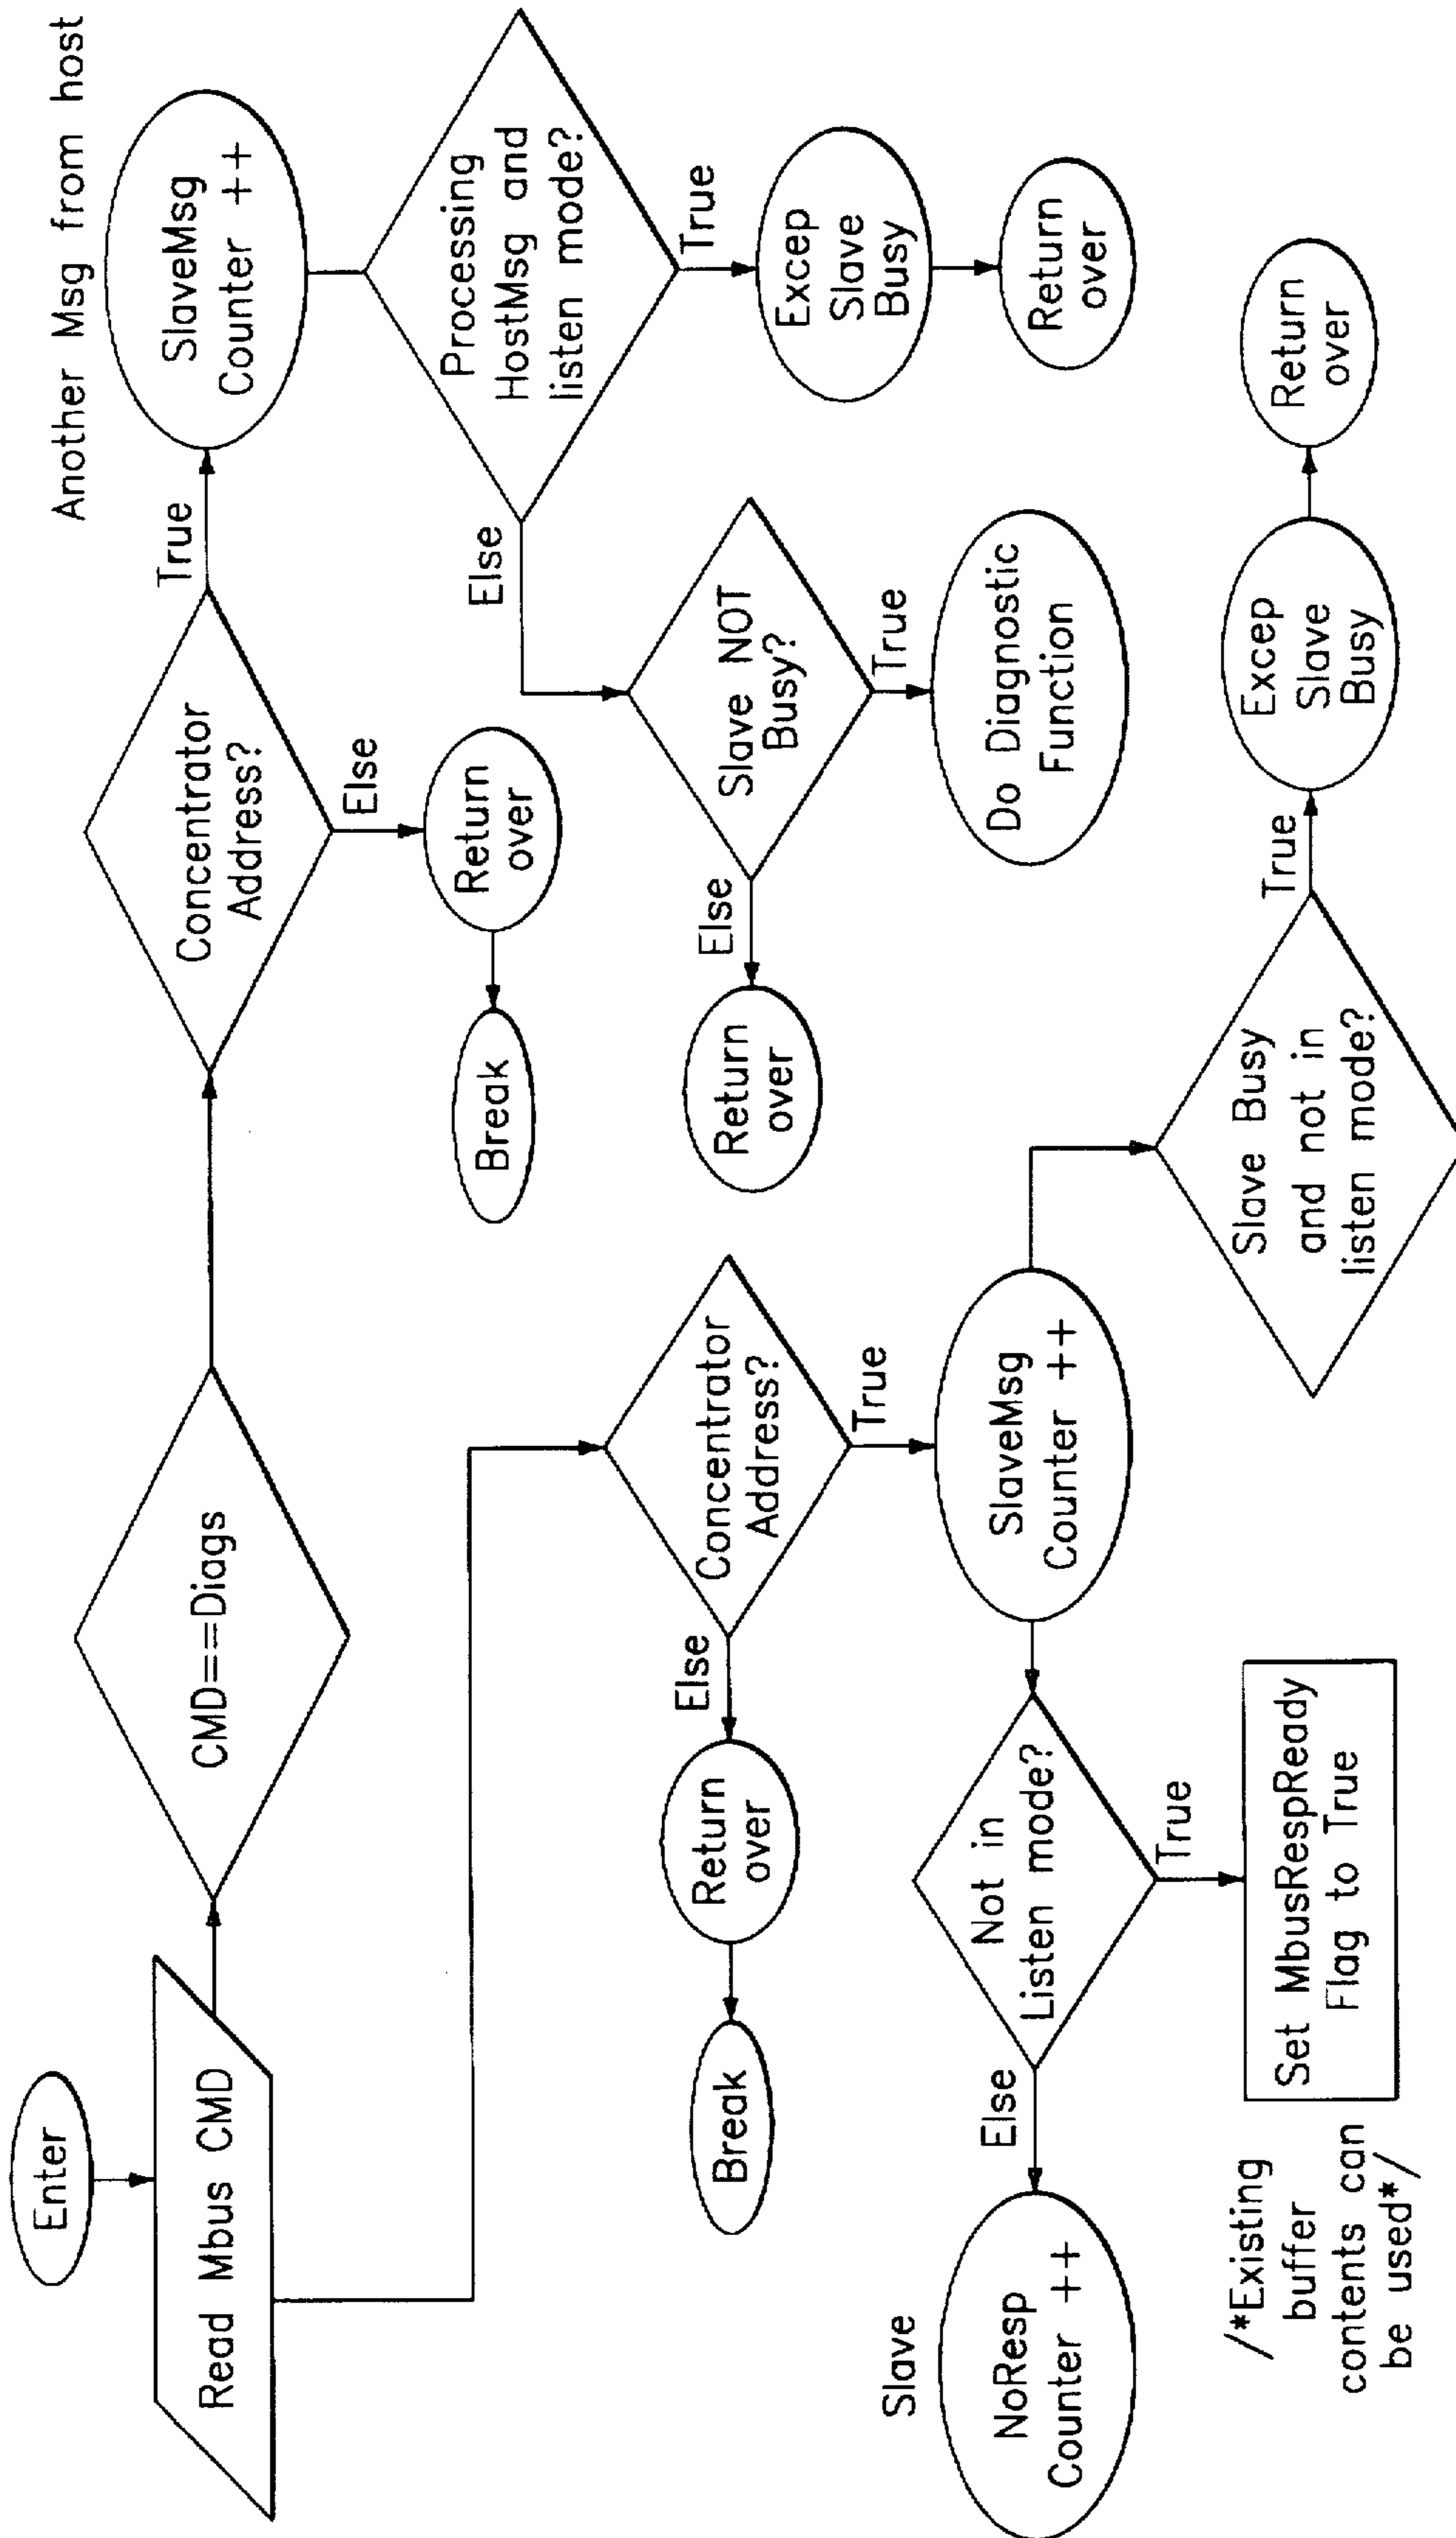 Another Msg from host
Enter
Read Mbus CMD
CMD==Diags
Concentrator
Address?
True
SlaveMsg
Counter ++
Else
Return
over
Break
Processing
HostMsg and
listen mode?
Else
True
Excep
Slave
Busy
Return
over
Slave NOT
Busy?
Else
Return
over
True
Do Diagnostic
Function
Concentrator
Address?
Else
Return
over
Break
True
SlaveMsg
Counter ++
Not in
Listen mode?
Else
Slave
NoResp
Counter ++
True
Set MbusRespReady
Flag to True
/*Existing
buffer
contents can
be used*/
Slave Busy
and not in
listen mode?
True
Excep
Slave
Busy
Return
over